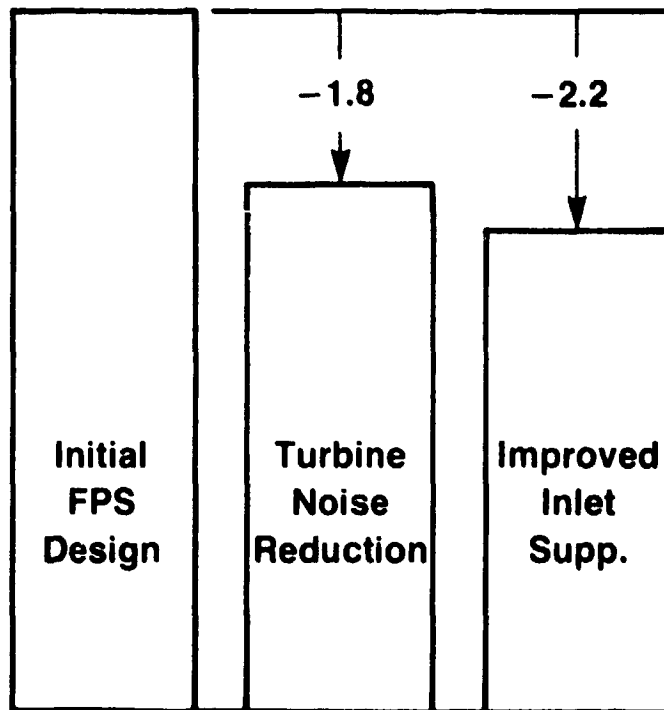 −1.8
−2.2
Initial
FPS
Design
Turbine
Noise
Reduction
Improved
Inlet
Supp.